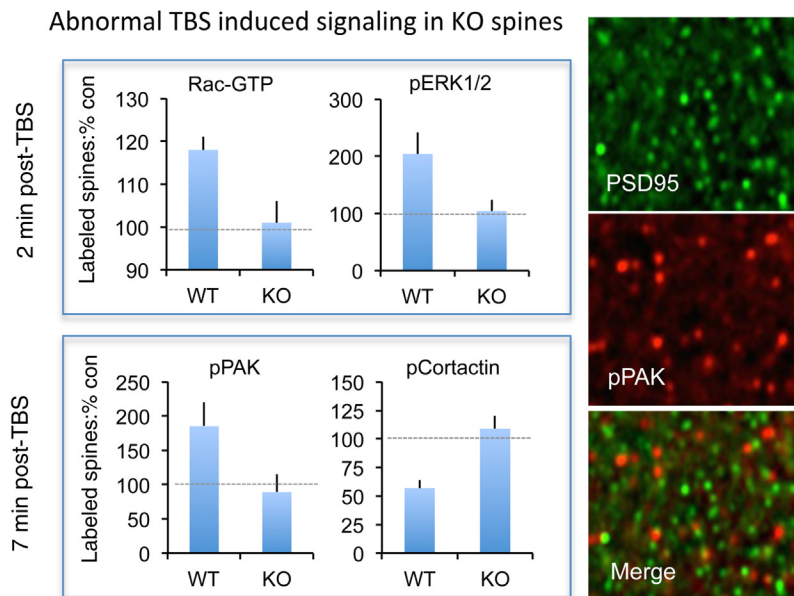 Abnormal TBS induced signaling in KO spines
2 min post-TBS
Labeled spines:% con
Rac-GTP
130
120
110
100
90
WT KO
pERK1/2
300
200
100
0
WT KO
7 min post-TBS
Labeled spines:% con
pPAK
250
200
150
100
50
0
WT KO
pCortactin
150
125
100
75
50
25
0
WT KO
PSD95
pPAK
Merge